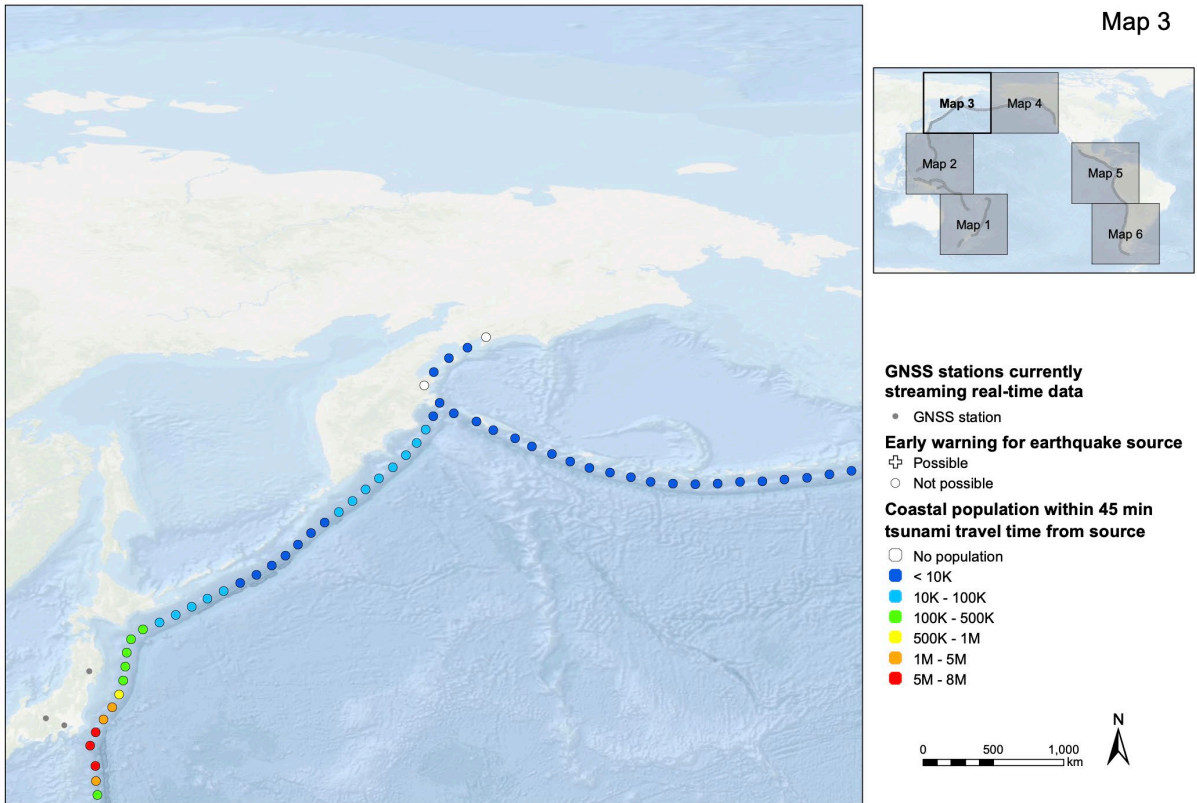 Map 3
Map 3
Map 4
Map 2
Map 5
Map 1
Map 6
GNSS stations currently
streaming real-time data
GNSS station
Early warning for earthquake source
Possible
Not possible
Coastal population within 45 min
tsunami travel time from source
No population
< 10K
10K - 100K
100K - 500K
500K - 1M
1M - 5M
5M - 8M
N
0 500 1,000
km